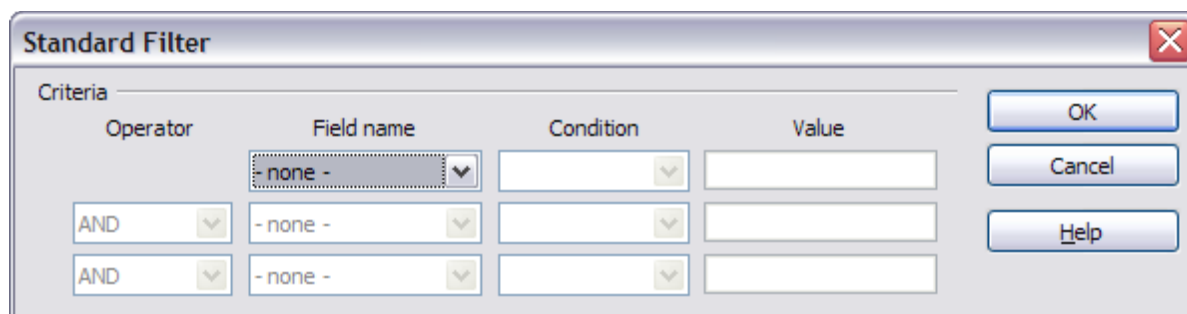 Standard Filter
Criteria
Operator Field name Condition Value
- none -
AND - none -
AND - none -
OK
Cancel
Help